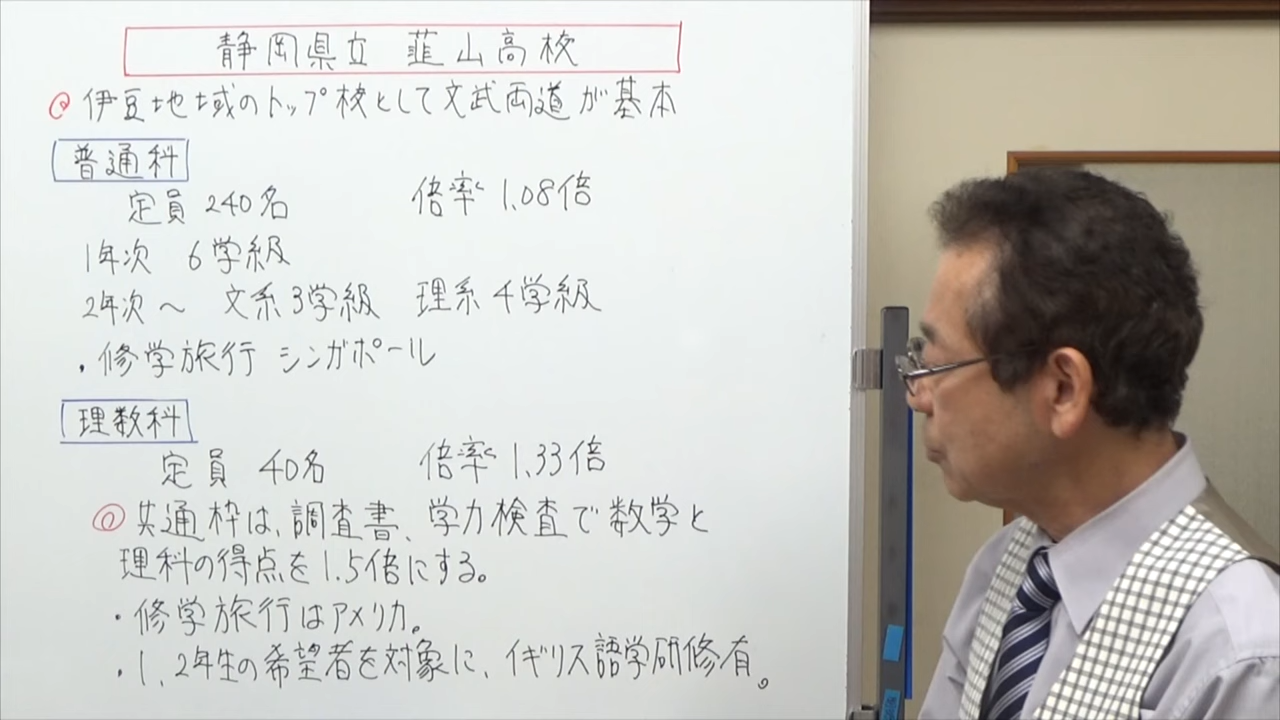 静岡県立 韮山高校
伊豆地域のトップ校として文武両道が基本
普通科
定員 240名 倍率 1.08倍
1年次 6学級
2年次〜 文系3学級 理系4学級
・修学旅行 シンガポール
理数科
定員 40名 倍率 1.33倍
共通枠は、調査書、学力検査で数学と
理科の得点を1.5倍にする。
・修学旅行はアメリカ。
・1、2年生の希望者を対象に、イギリス語学研修有。